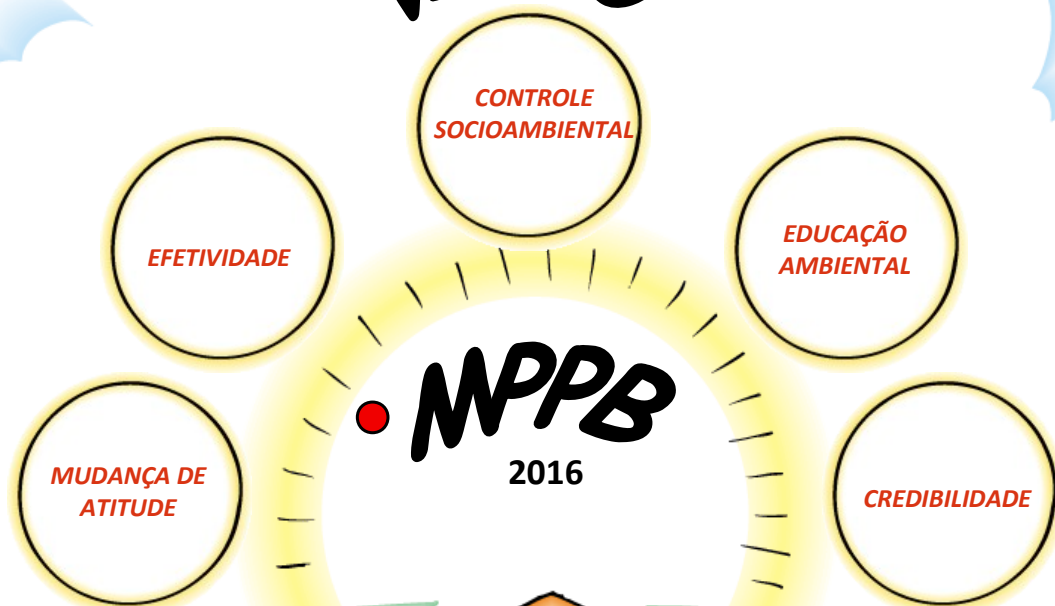 CONTROLE
SOCIOAMBIENTAL
EFETIVIDADE
EDUCAÇÃO
AMBIENTAL
MPPB
2016
MUDANÇA DE
ATITUDE
CREDIBILIDADE